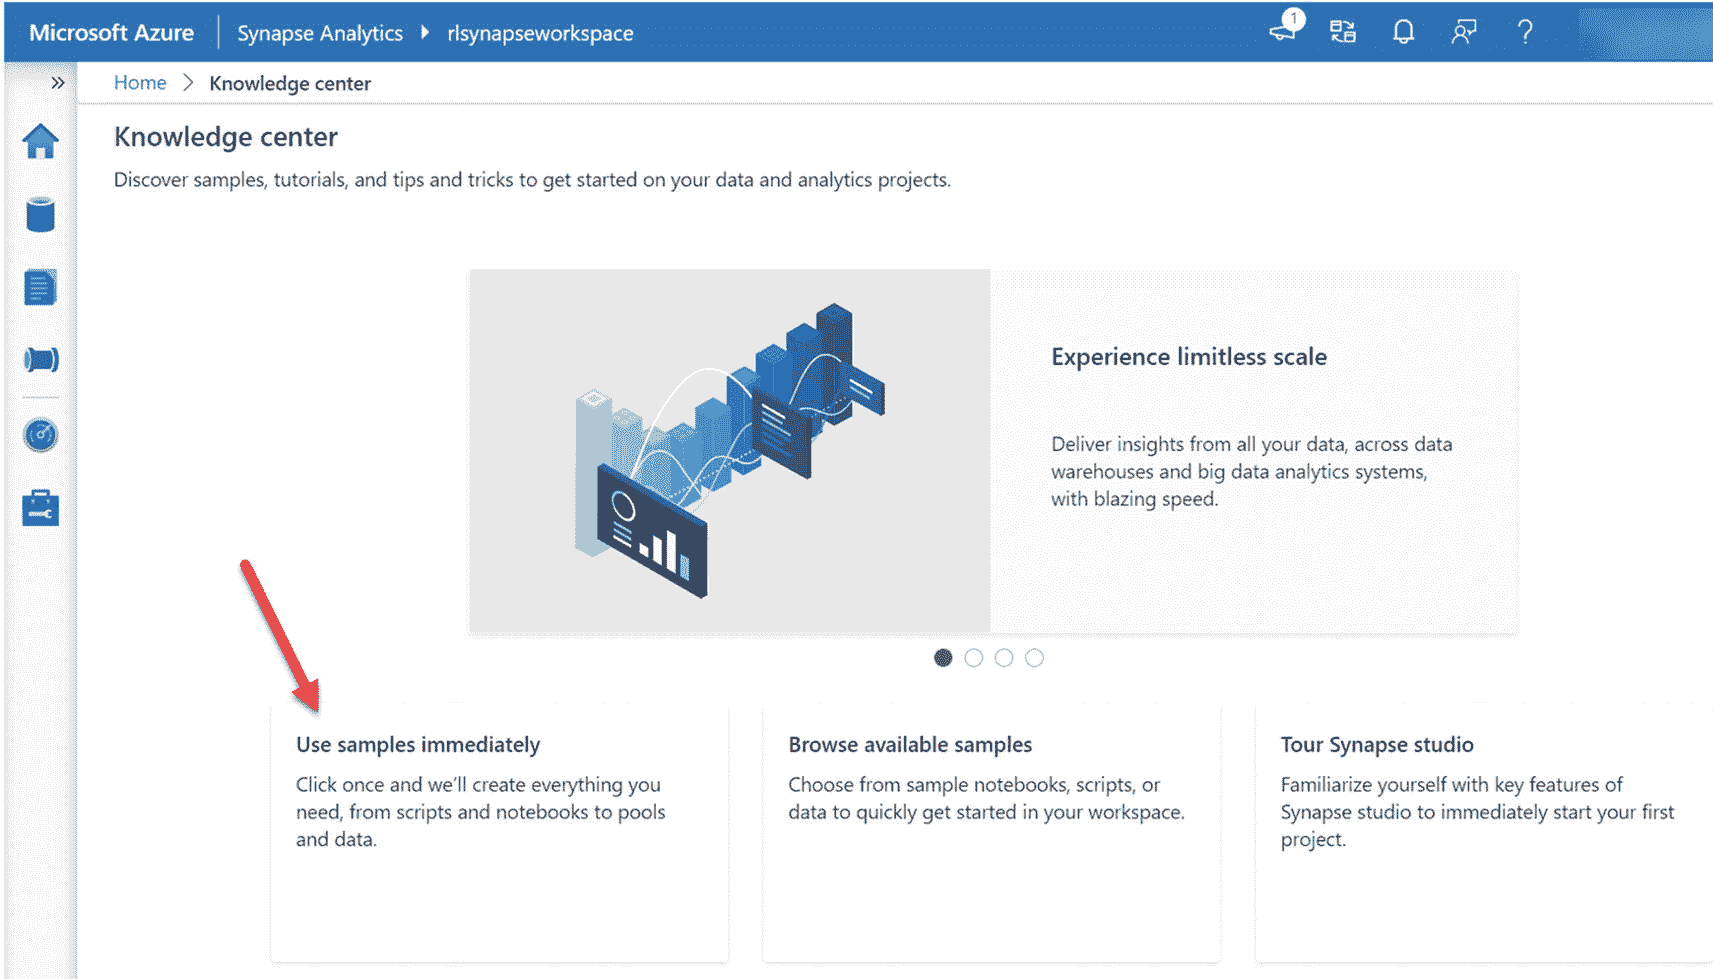 Microsoft Azure
Synapse Analytics
rlsynapseworkspace
1
?
»
Home > Knowledge center
Knowledge center
Discover samples, tutorials, and tips and tricks to get started on your data and analytics projects.
Experience limitless scale
Deliver insights from all your data, across data
warehouses and big data analytics systems,
with blazing speed.
Use samples immediately
Click once and we'll create everything you
need, from scripts and notebooks to pools
and data.
Browse available samples
Choose from sample notebooks, scripts, or
data to quickly get started in your workspace.
Tour Synapse studio
Familiarize yourself with key features of
Synapse studio to immediately start your first
project.